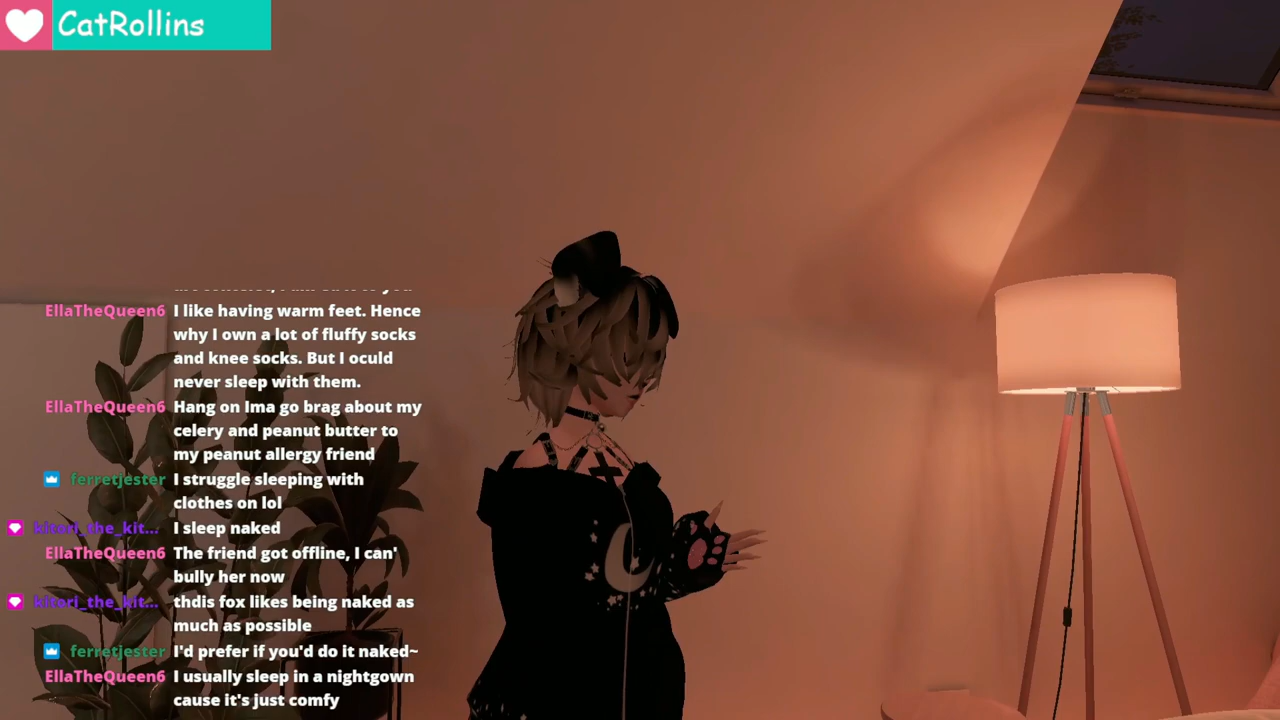 CatRollins
EllaTheQueen6 I like having warm feet. Hence
why I own a lot of fluffy socks
and knee socks. But I oculd
never sleep with them.
EllaTheQueen6 Hang on Ima go brag about my
celery and peanut butter to
my peanut allergy friend
ferretjester I struggle sleeping with
clothes on lol
kitori_the_kit... I sleep naked
EllaTheQueen6 The friend got offline, I can'
bully her now
kitori_the_kit... thdis fox likes being naked as
much as possible
ferretjester I'd prefer if you'd do it naked~
EllaTheQueen6 I usually sleep in a nightgown
cause it's just comfy